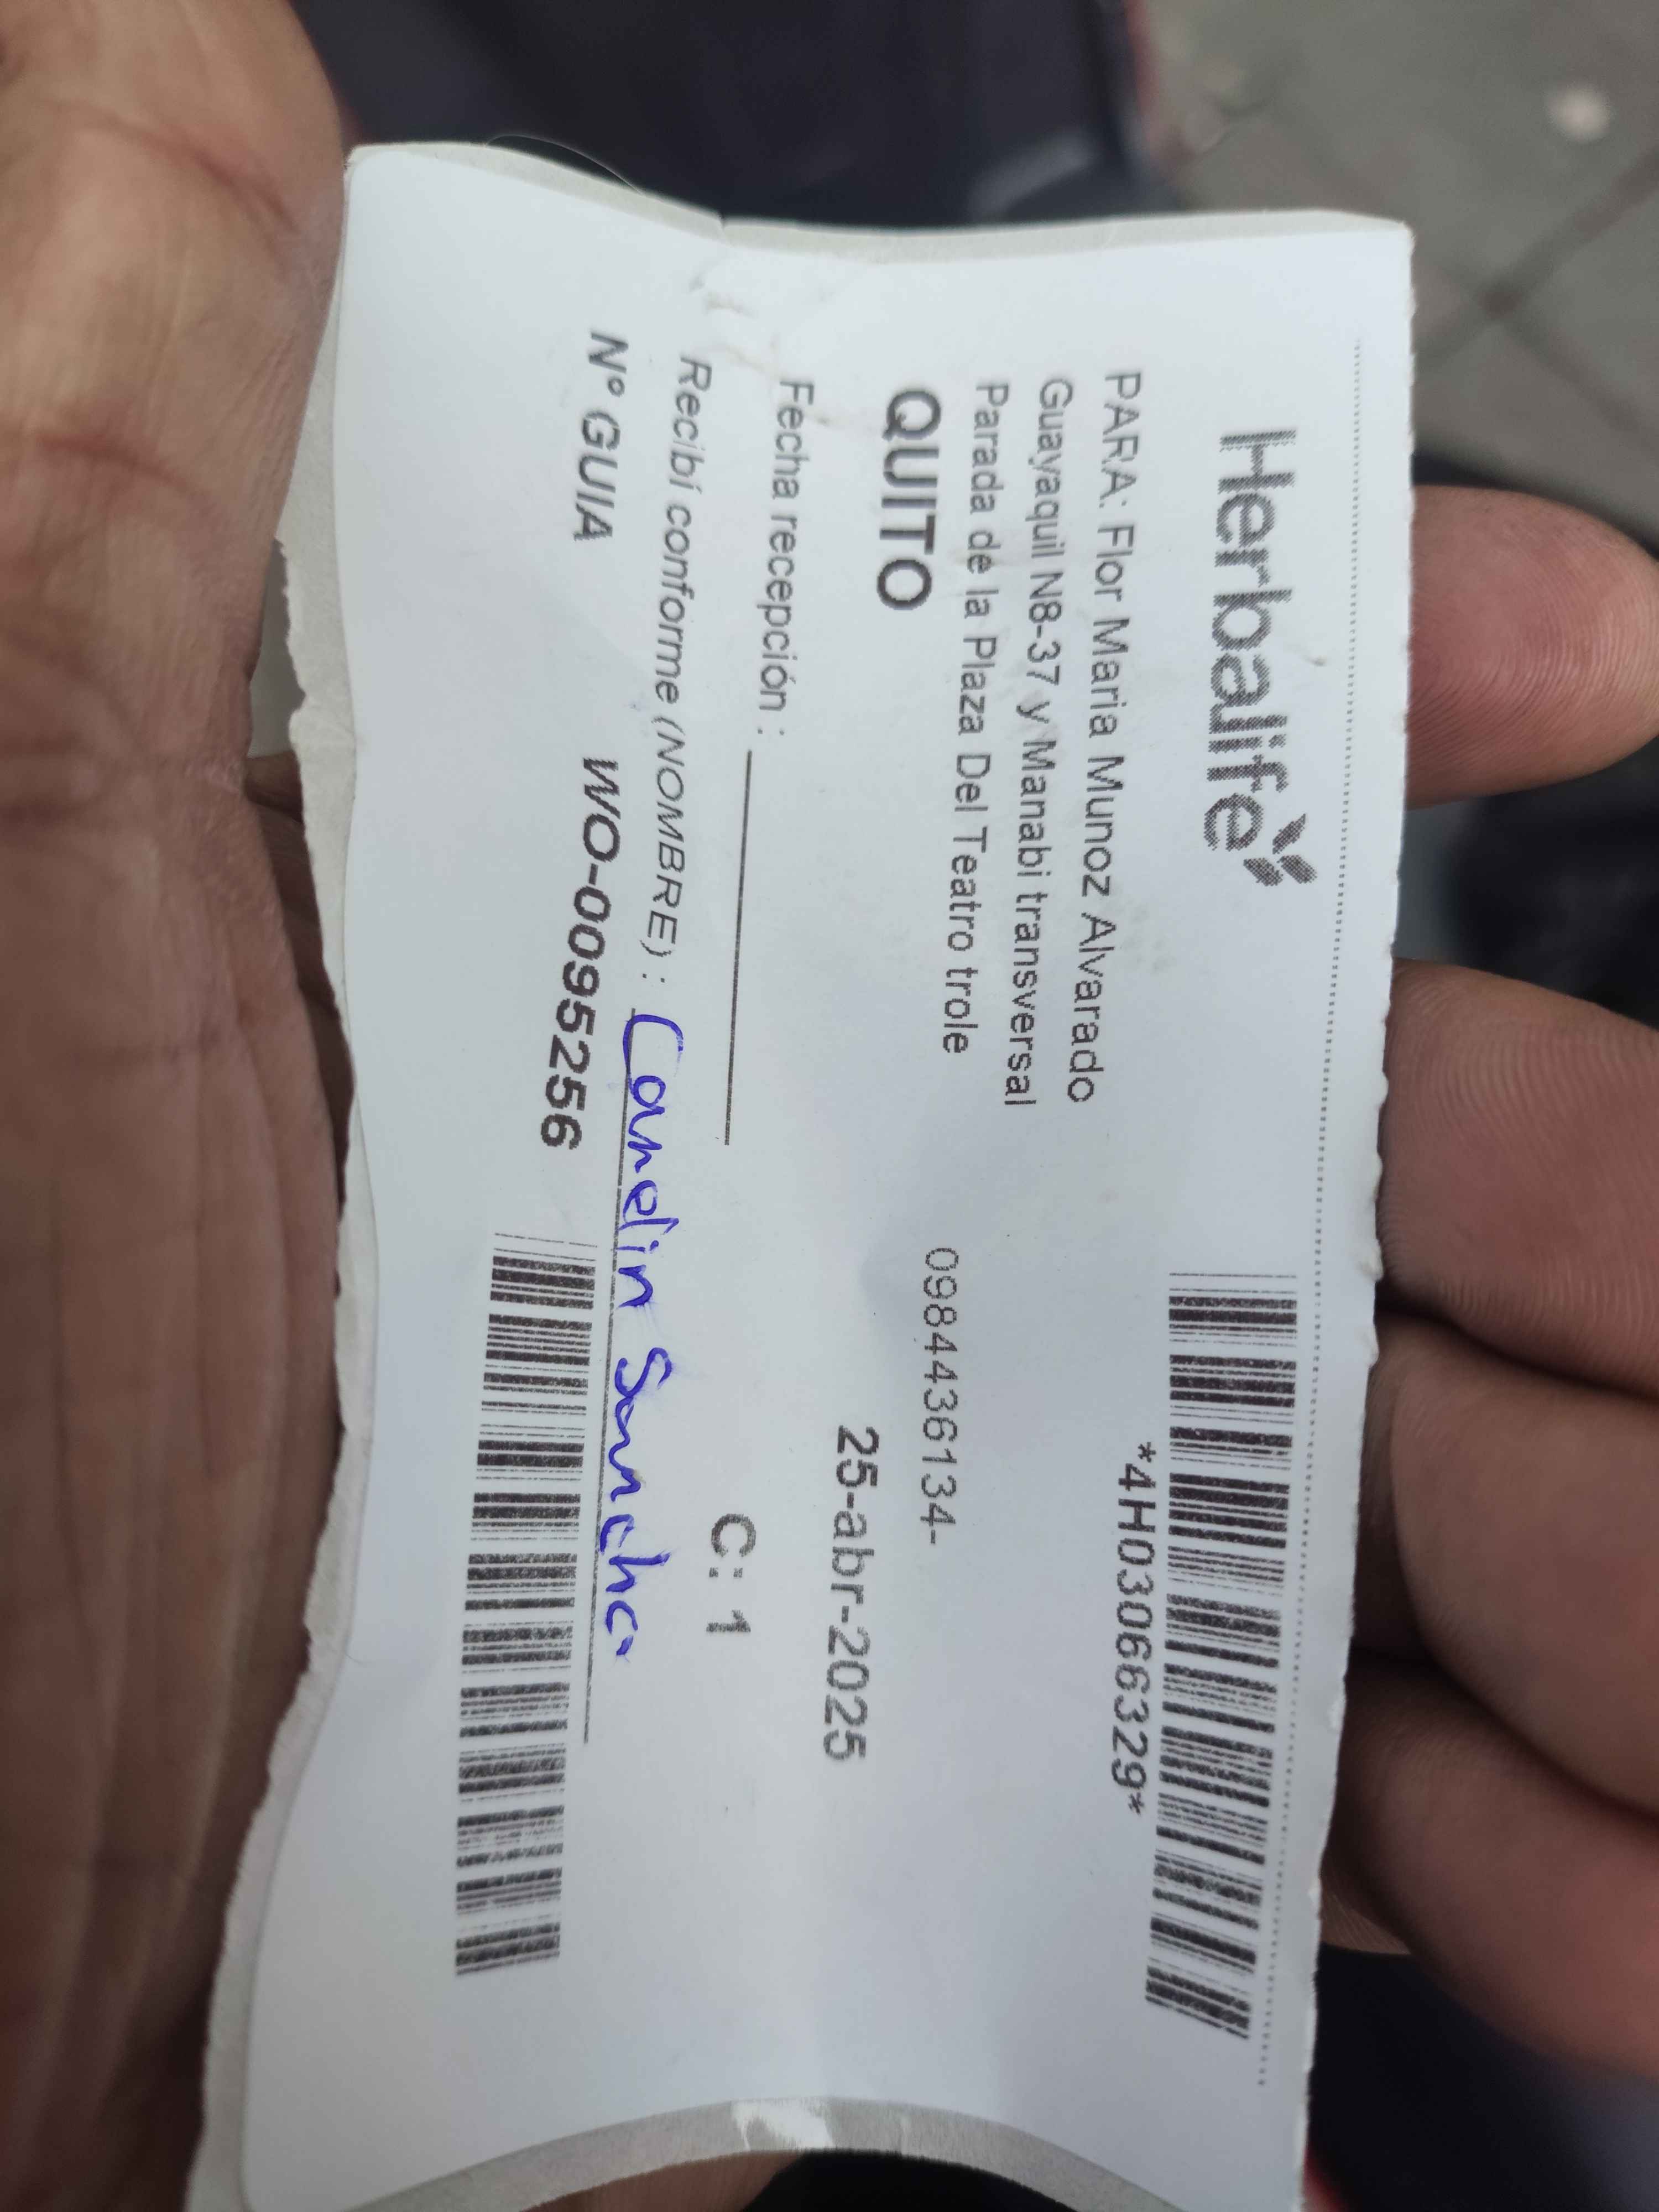 Herbalife
*4H03066329*
PARA: Flor Maria Munoz Alvarado
Guayaquil N8-37 y Manabi transversal
Parada de la Plaza Del Teatro trole
0984436134-
QUITO
25-abr-2025
Fecha recepción :
C: 1
Recibí conforme (NOMBRE) :
Nº GUIA WO-0095256